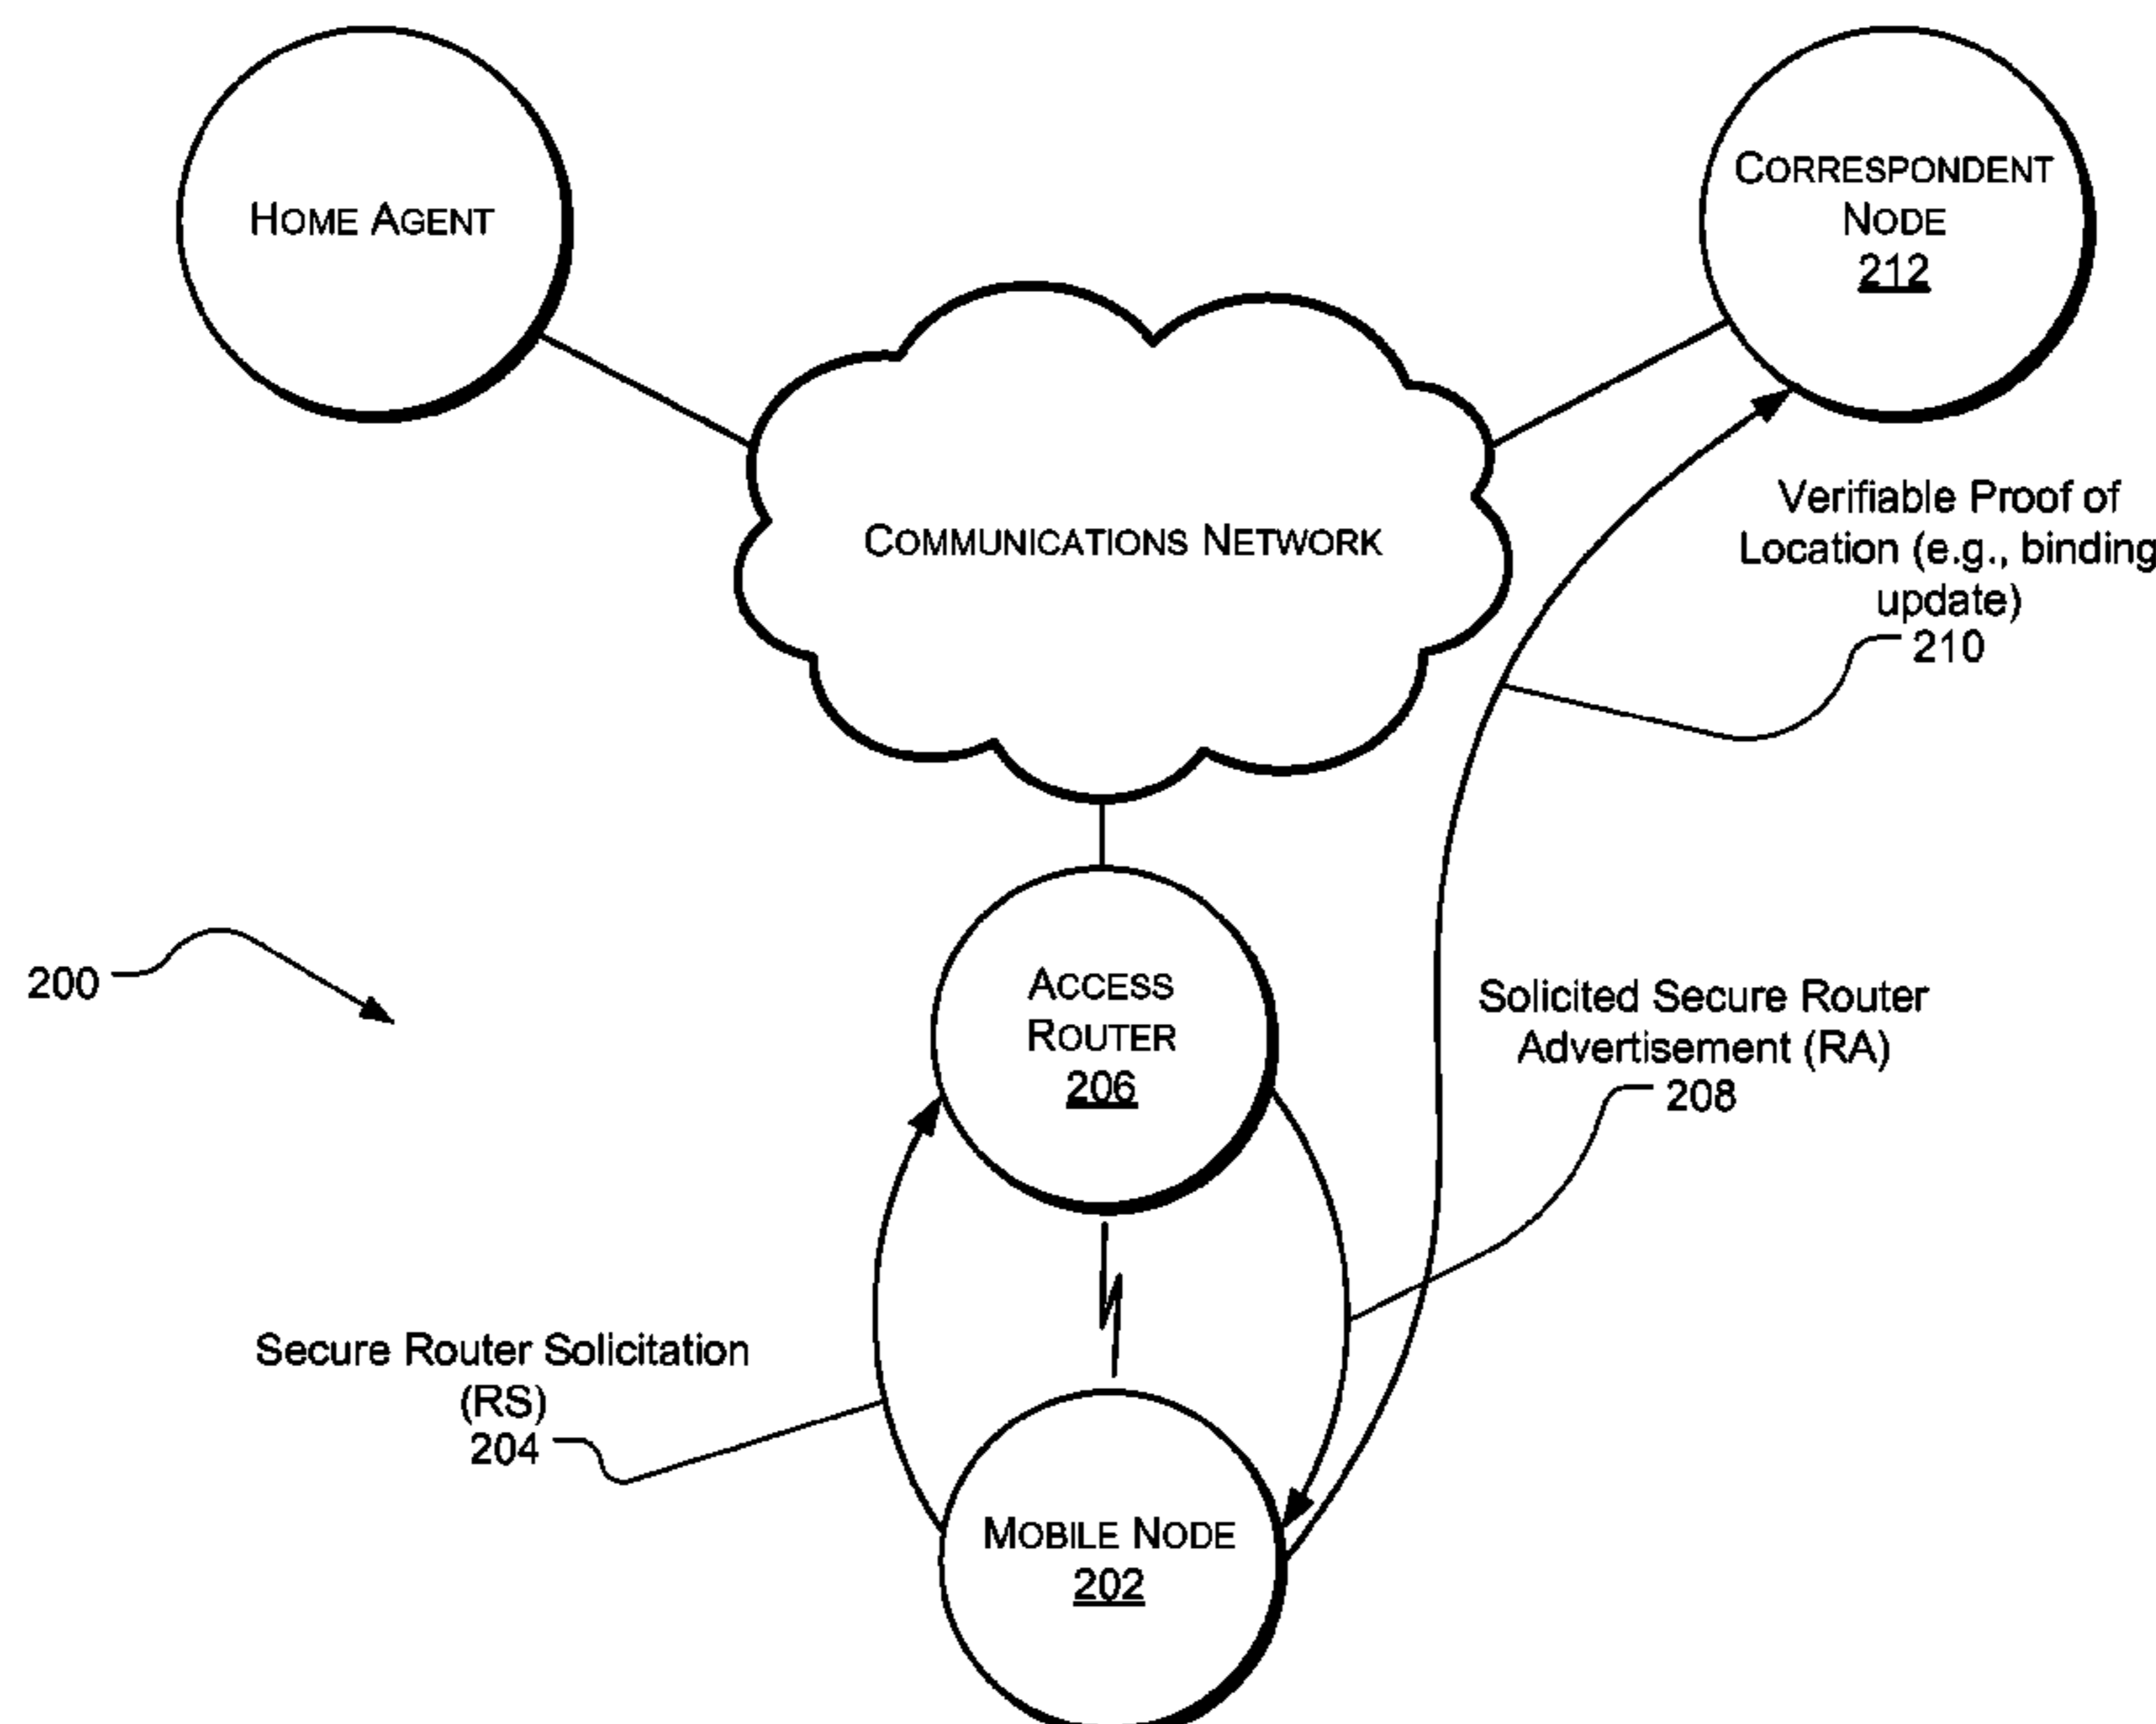 HOME AGENT
CORRESPONDENT
NODE
212
COMMUNICATIONS NETWORK
Verifiable Proof of
Location (e.g., binding
update)
210
200
ACCESS
ROUTER
206
Solicited Secure Router
Advertisement (RA)
208
Secure Router Solicitation
(RS)
204
MOBILE NODE
202